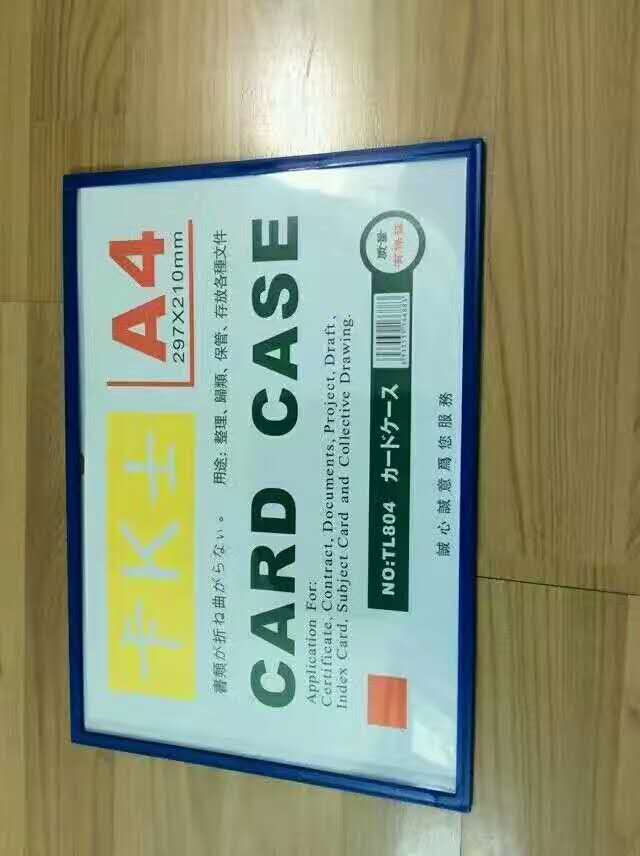 卡K士
A4
297X210mm
書類が折ね曲がらない。 用途：整理、歸類、保管、存放各種文件
CARD CASE
Application For:
Certificate, Contract, Documents, Project, Draft,
Index Card, Subject Card and Collective Drawing.
NO:TL804 カードケース
质量
誠心誠意爲您服務